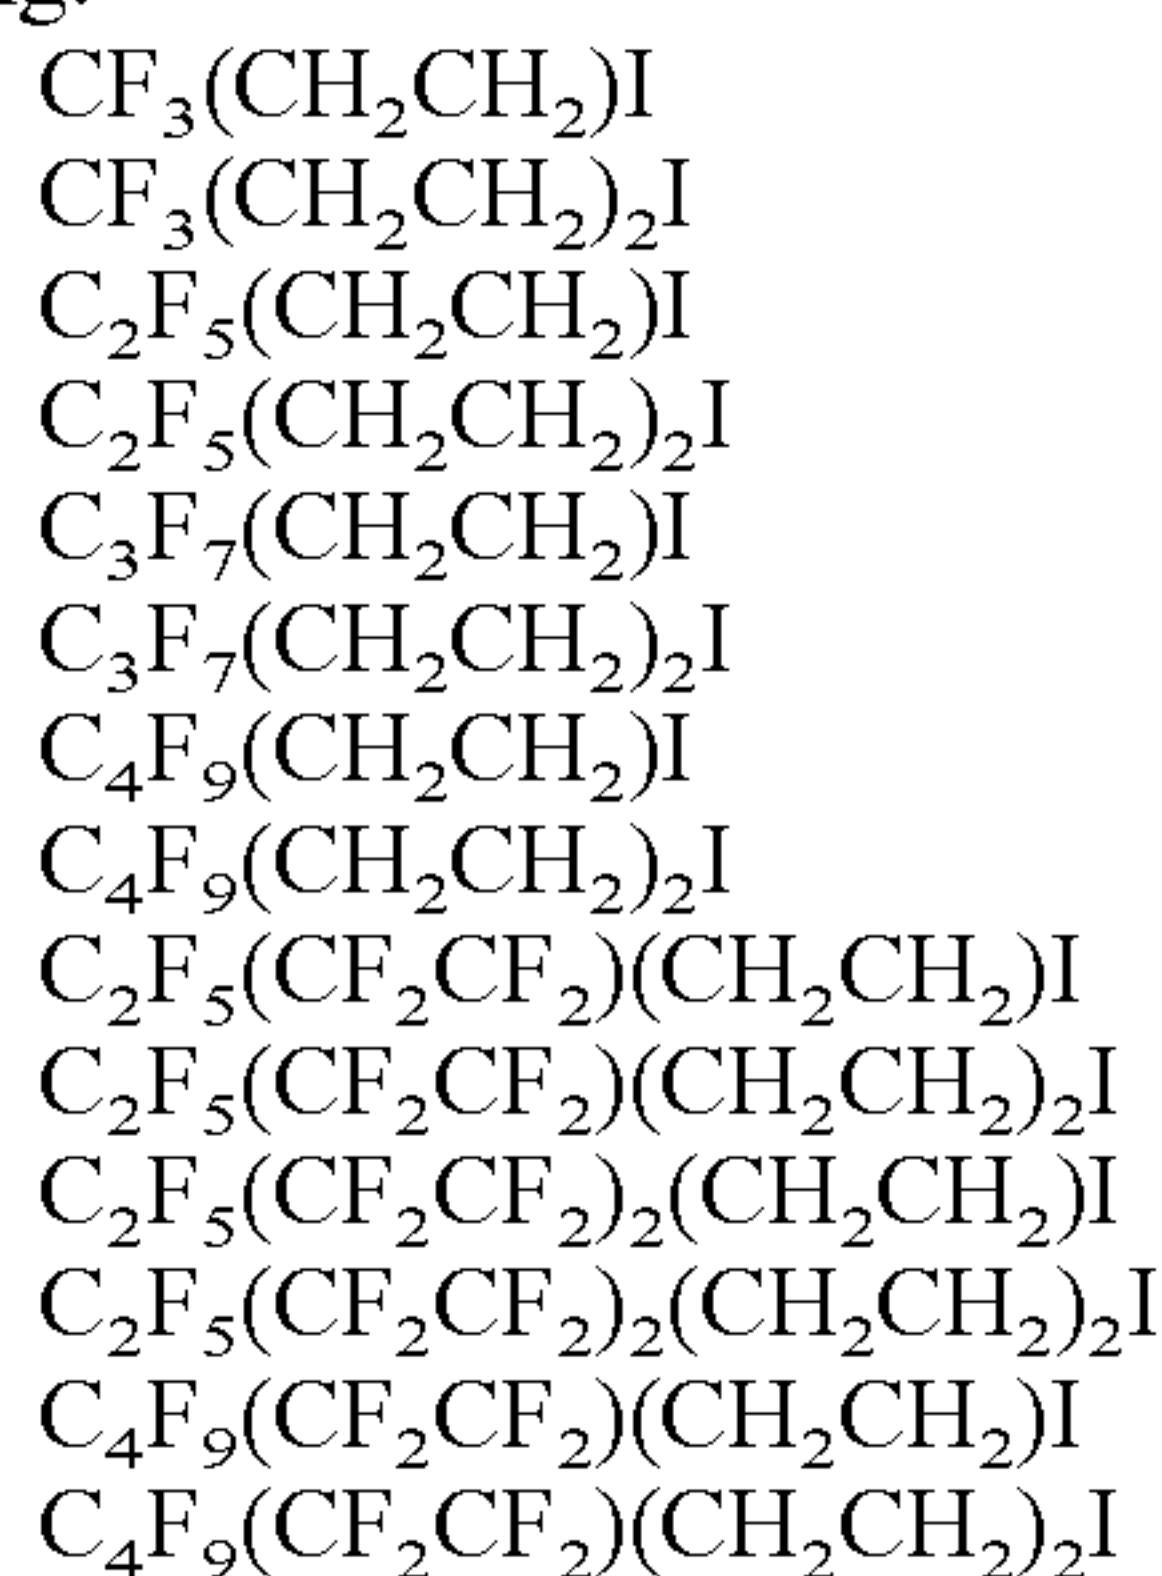 CF₃(CH₂CH₂)I
CF₃(CH₂CH₂)₂I
C₂F₅(CH₂CH₂)I
C₂F₅(CH₂CH₂)₂I
C₃F₇(CH₂CH₂)I
C₃F₇(CH₂CH₂)₂I
C₄F₉(CH₂CH₂)I
C₄F₉(CH₂CH₂)₂I
C₂F₅(CF₂CF₂)(CH₂CH₂)I
C₂F₅(CF₂CF₂)(CH₂CH₂)₂I
C₂F₅(CF₂CF₂)₂(CH₂CH₂)I
C₂F₅(CF₂CF₂)₂(CH₂CH₂)₂I
C₄F₉(CF₂CF₂)(CH₂CH₂)I
C₄F₉(CF₂CF₂)(CH₂CH₂)₂I